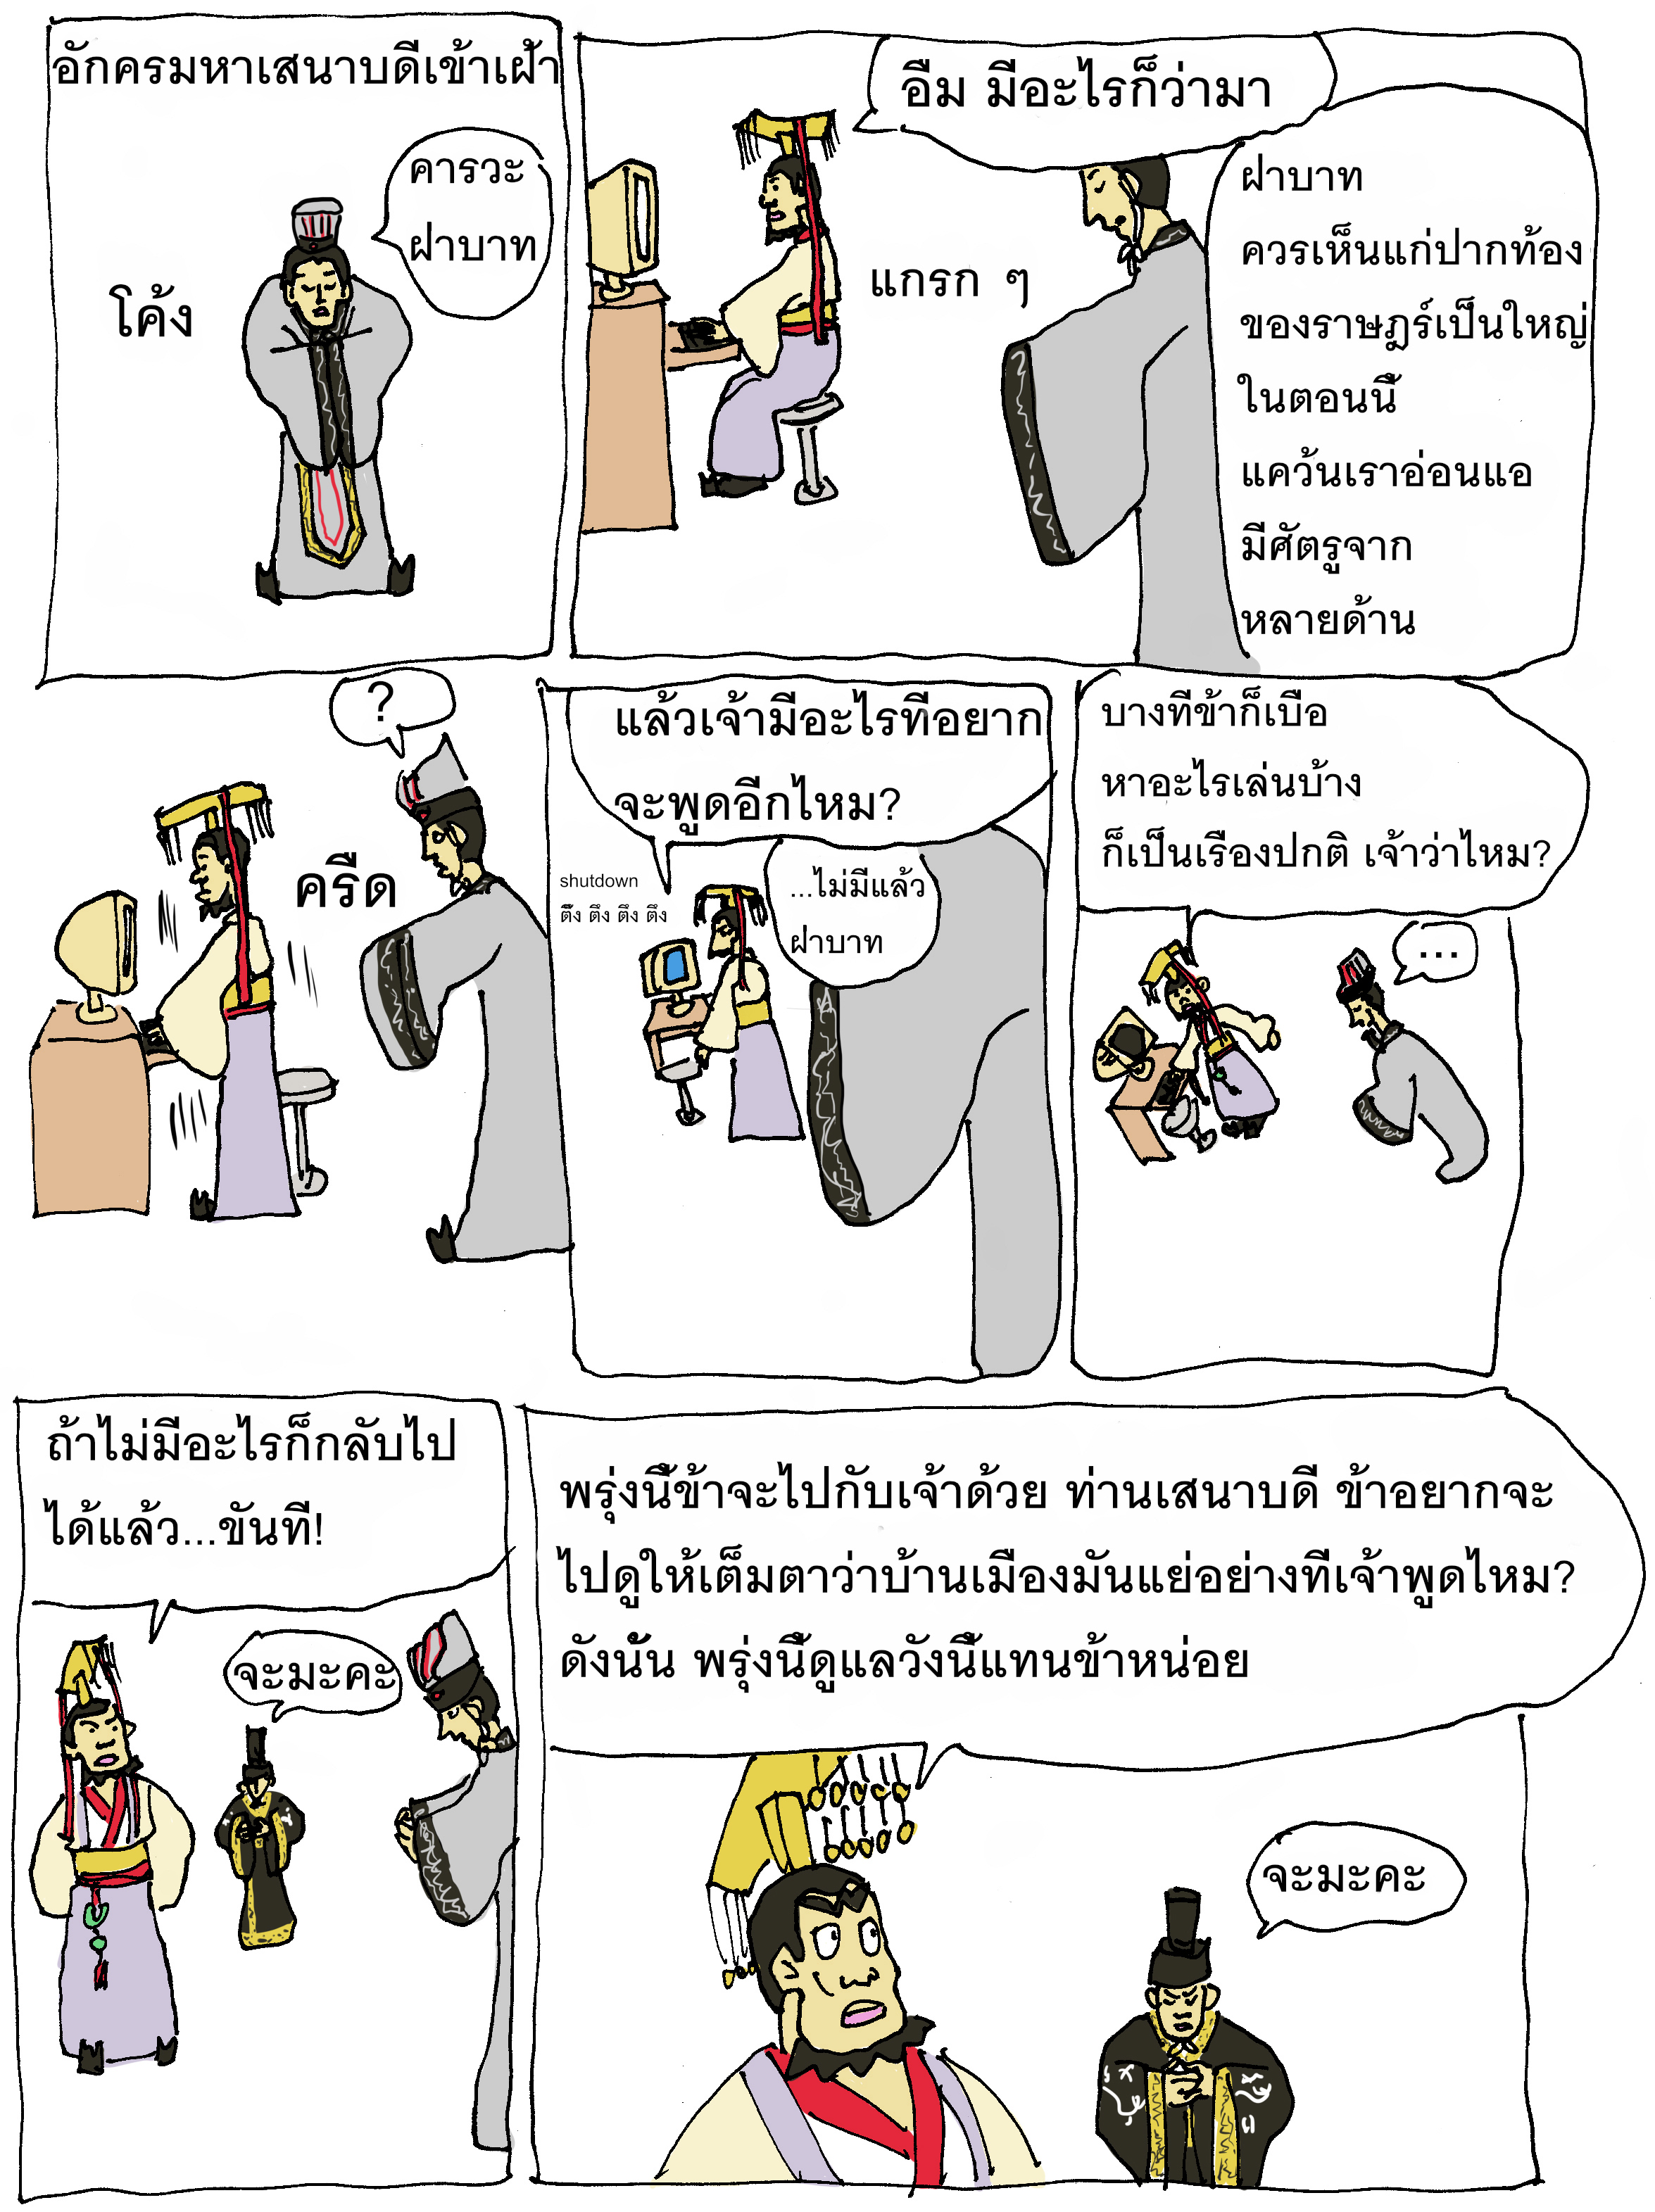 อักครมหาเสนาบดีเข้าเฝ้า
คารวะ
ฝ่าบาท
โค้ง
อืม มีอะไรก็ว่ามา
แกรก ๆ
ฝ่าบาท
ควรเห็นแก่ปากท้อง
ของราษฎร์เป็นใหญ่
ในตอนนี้
แคว้นเราอ่อนแอ
มีศัตรูจาก
หลายด้าน
?
ครืด
แล้วเจ้ามีอะไรที่อยาก
จะพูดอีกไหม?
shutdown
ตึง ตึง ตึง ตึง
...ไม่มีแล้ว
ฝ่าบาท
บางทีข้าก็เบื่อ
หาอะไรเล่นบ้าง
ก็เป็นเรื่องปกติ เจ้าว่าไหม?
...
ถ้าไม่มีอะไรก็กลับไป
ได้แล้ว...ขันที!
จะมะคะ
พรุ่งนี้ข้าจะไปกับเจ้าด้วย ท่านเสนาบดี ข้าอยากจะ
ไปดูให้เต็มตาว่าบ้านเมืองมันแย่อย่างที่เจ้าพูดไหม?
ดังนั้น พรุ่งนี้ดูแลวังนี้แทนข้าหน่อย
จะมะคะ